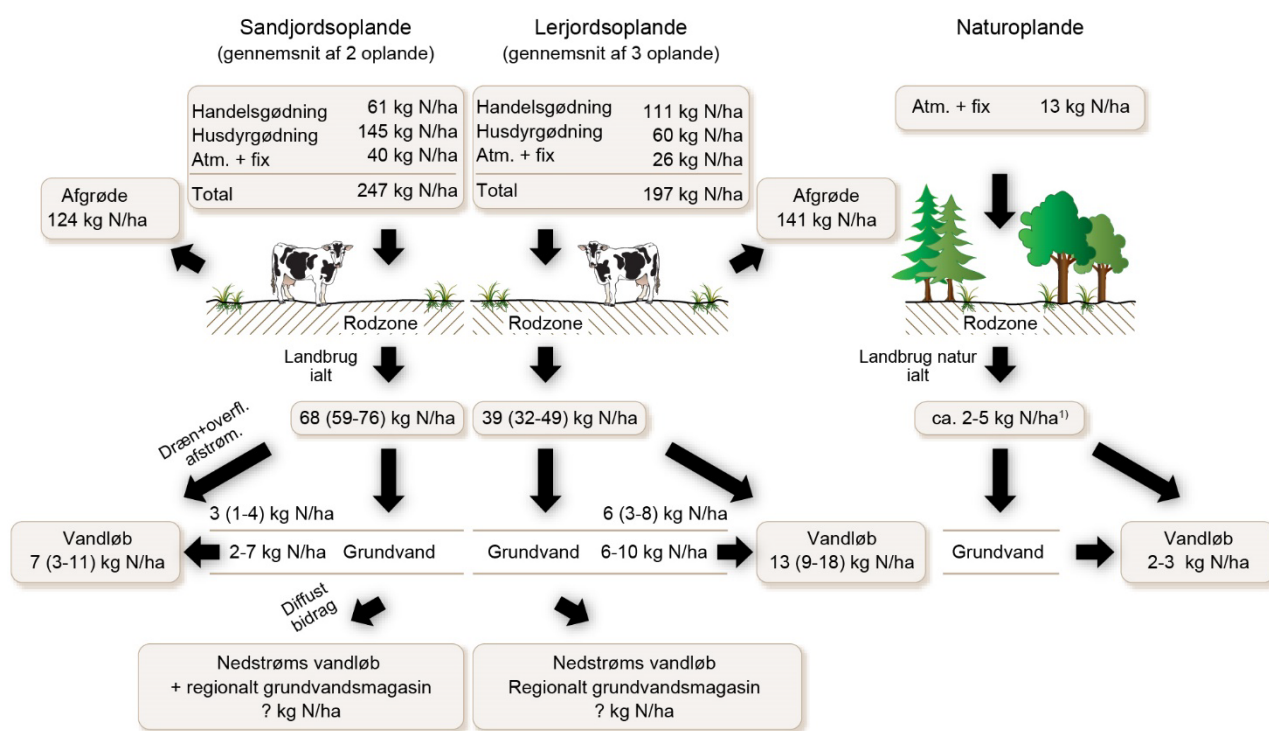 Sandjordsoplande
(gennemsnit af 2 oplande)
Lerjordsoplande
(gennemsnit af 3 oplande)
Naturoplande
Handelsgødning 61 kg N/ha
Husdyrgødning 145 kg N/ha
Atm. + fix 40 kg N/ha
Total 247 kg N/ha
Handelsgødning 111 kg N/ha
Husdyrgødning 60 kg N/ha
Atm. + fix 26 kg N/ha
Total 197 kg N/ha
Atm. + fix 13 kg N/ha
Afgrøde
124 kg N/ha
Afgrøde
141 kg N/ha
Rodzone
Rodzone
Rodzone
Landbrug
ialt
Landbrug natur
ialt
68 (59-76) kg N/ha
39 (32-49) kg N/ha
ca. 2-5 kg N/ha¹⁾
Dræn+overfl.
afstrøm.
3 (1-4) kg N/ha
6 (3-8) kg N/ha
Vandløb
7 (3-11) kg N/ha
2-7 kg N/ha
Grundvand
Grundvand
6-10 kg N/ha
Vandløb
13 (9-18) kg N/ha
Grundvand
Vandløb
2-3 kg N/ha
Diffust
bidrag
Nedstrøms vandløb
+ regionalt grundvandsmagasin
? kg N/ha
Nedstrøms vandløb
Regionalt grundvandsmagasin
? kg N/ha